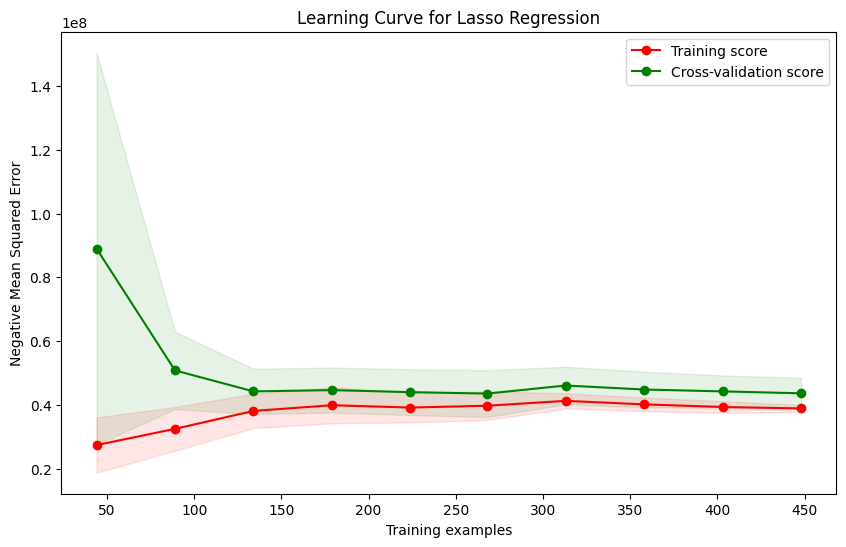 Learning Curve for Lasso Regression
1e8
Training score
Cross-validation score
1.4
1.2
1.0
0.8
0.6
0.4
0.2
Negative Mean Squared Error
50 100 150 200 250 300 350 400 450
Training examples